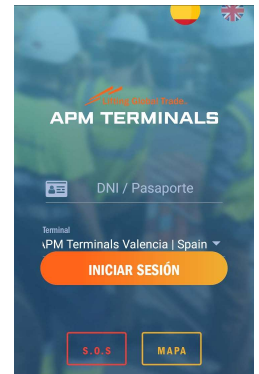 Lifting Global Trade.
APM TERMINALS
DNI / Pasaporte
Terminal
APM Terminals Valencia | Spain
INICIAR SESIÓN
S.O.S
MAPA